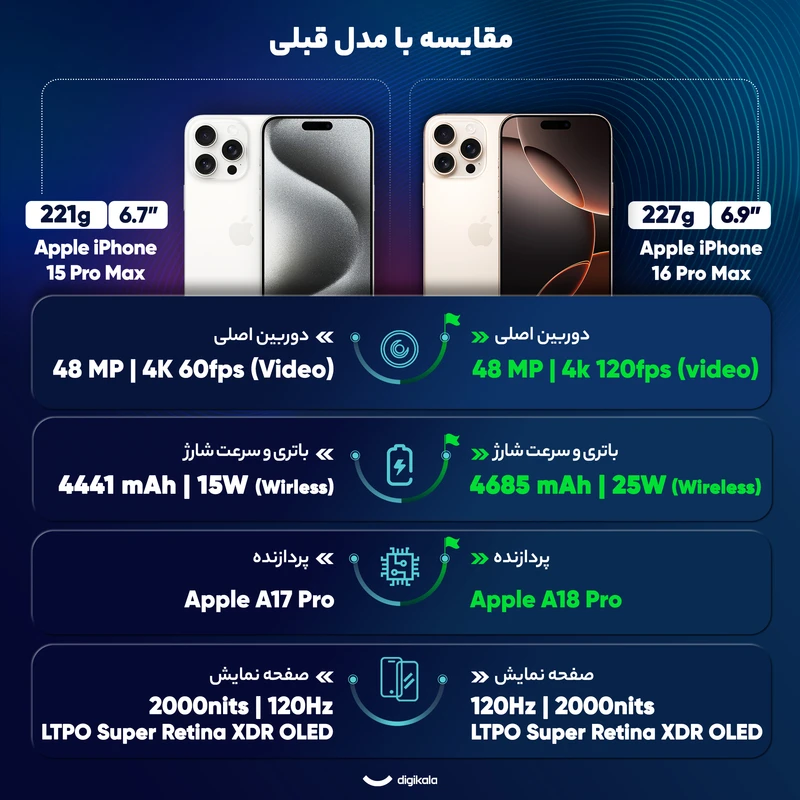 مقایسه با مدل قبلی
227g 6.9”
Apple iPhone
16 Pro Max
221g 6.7”
Apple iPhone
15 Pro Max
دوربین اصلی
48 MP | 4k 120fps (video)
دوربین اصلی
48 MP | 4K 60fps (Video)
باتری و سرعت شارژ
4685 mAh | 25W (Wireless)
باتری و سرعت شارژ
4441 mAh | 15W (Wirless)
پردازنده
Apple A18 Pro
پردازنده
Apple A17 Pro
صفحه نمایش
120Hz | 2000nits
LTPO Super Retina XDR OLED
صفحه نمایش
2000nits | 120Hz
LTPO Super Retina XDR OLED
digikala